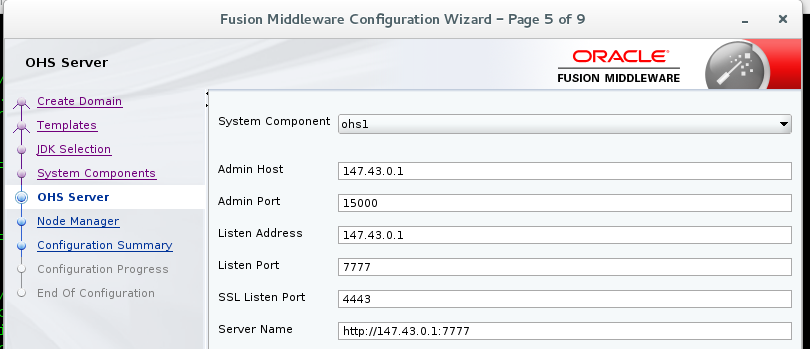 Fusion Middleware Configuration Wizard – Page 5 of 9
OHS Server
ORACLE
FUSION MIDDLEWARE
Create Domain
Templates
JDK Selection
System Components
OHS Server
Node Manager
Configuration Summary
Configuration Progress
End Of Configuration
System Component ohs1
Admin Host 147.43.0.1
Admin Port 15000
Listen Address 147.43.0.1
Listen Port 7777
SSL Listen Port 4443
Server Name http://147.43.0.1:7777